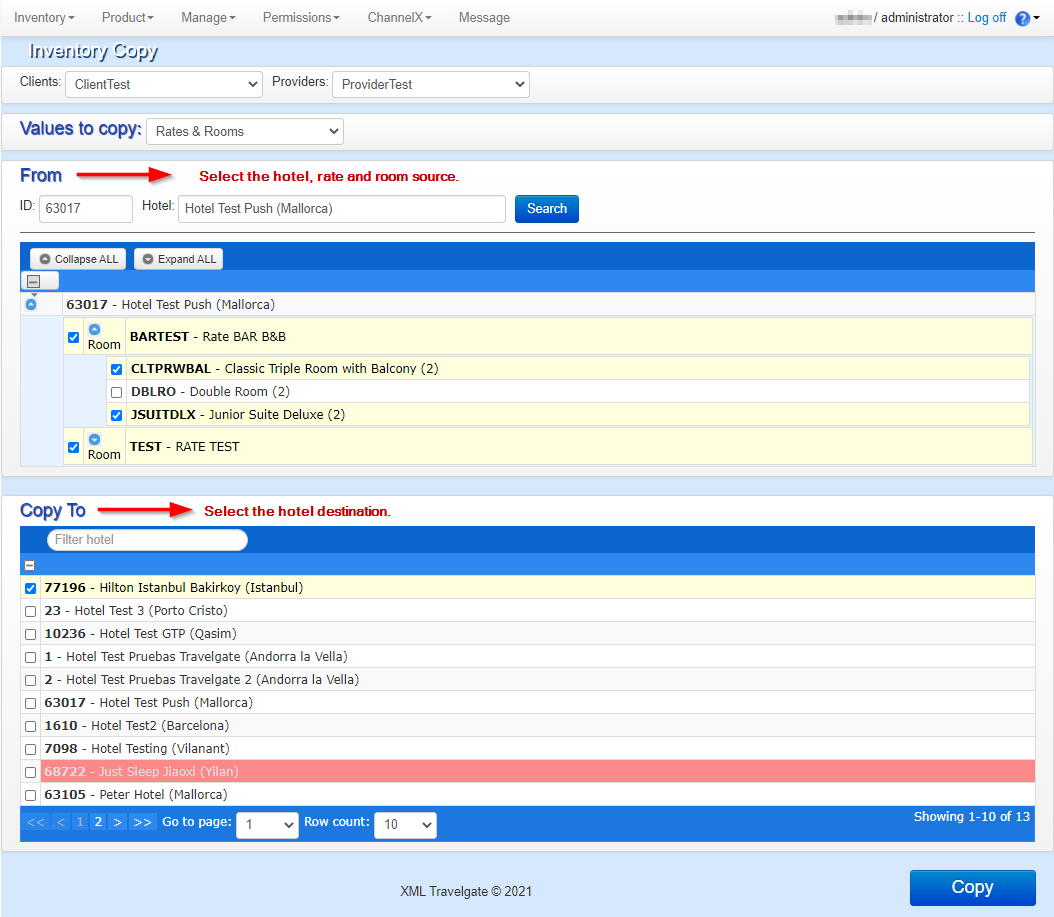 Inventory Product Manage Permissions ChannelX Message / administrator :: Log off ?
Inventory Copy
Clients: ClientTest Providers: ProviderTest
Values to copy: Rates & Rooms
From Select the hotel, rate and room source.
ID: 63017 Hotel: Hotel Test Push (Mallorca) Search
Collapse ALL Expand ALL
63017 - Hotel Test Push (Mallorca)
BARTEST - Rate BAR B&B
Room
CLTPRWBAL - Classic Triple Room with Balcony (2)
DBLRO - Double Room (2)
JSUITDLX - Junior Suite Deluxe (2)
TEST - RATE TEST
Room
Copy To Select the hotel destination.
Filter hotel
77196 - Hilton Istanbul Bakirkoy (Istanbul)
23 - Hotel Test 3 (Porto Cristo)
10236 - Hotel Test GTP (Qasim)
1 - Hotel Test Pruebas Travelgate (Andorra la Vella)
2 - Hotel Test Pruebas Travelgate 2 (Andorra la Vella)
63017 - Hotel Test Push (Mallorca)
1610 - Hotel Test2 (Barcelona)
7098 - Hotel Testing (Vilanant)
68722 - Just Sleep Jiaoxi (Yilan)
63105 - Peter Hotel (Mallorca)
<< < 1 2 > >> Go to page: 1 Row count: 10 Showing 1-10 of 13
XML Travelgate © 2021 Copy